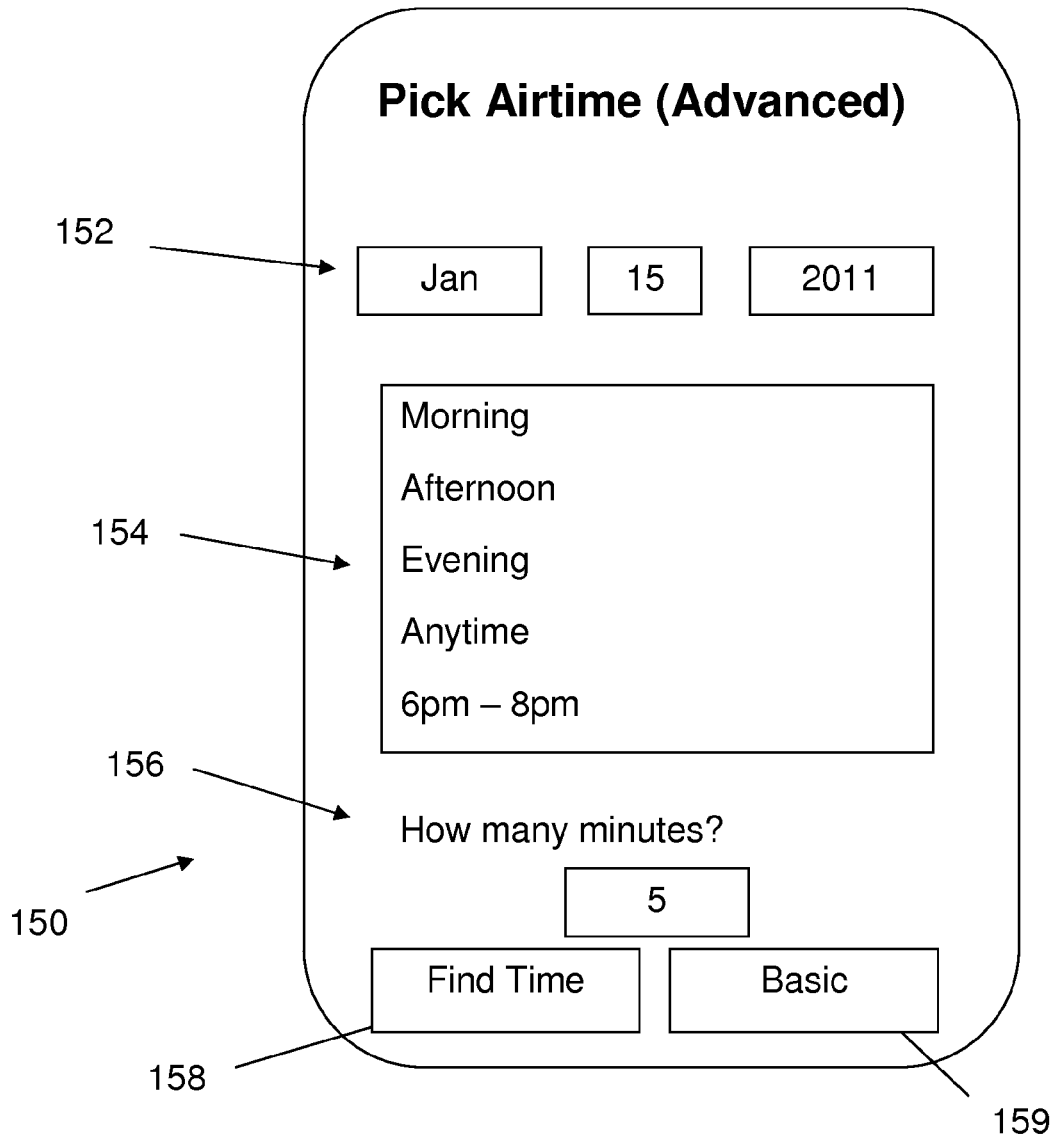 Pick Airtime (Advanced)
152
Jan 15 2011
Morning
Afternoon
154
Evening
Anytime
6pm – 8pm
156
How many minutes?
150
5
Find Time Basic
158
159